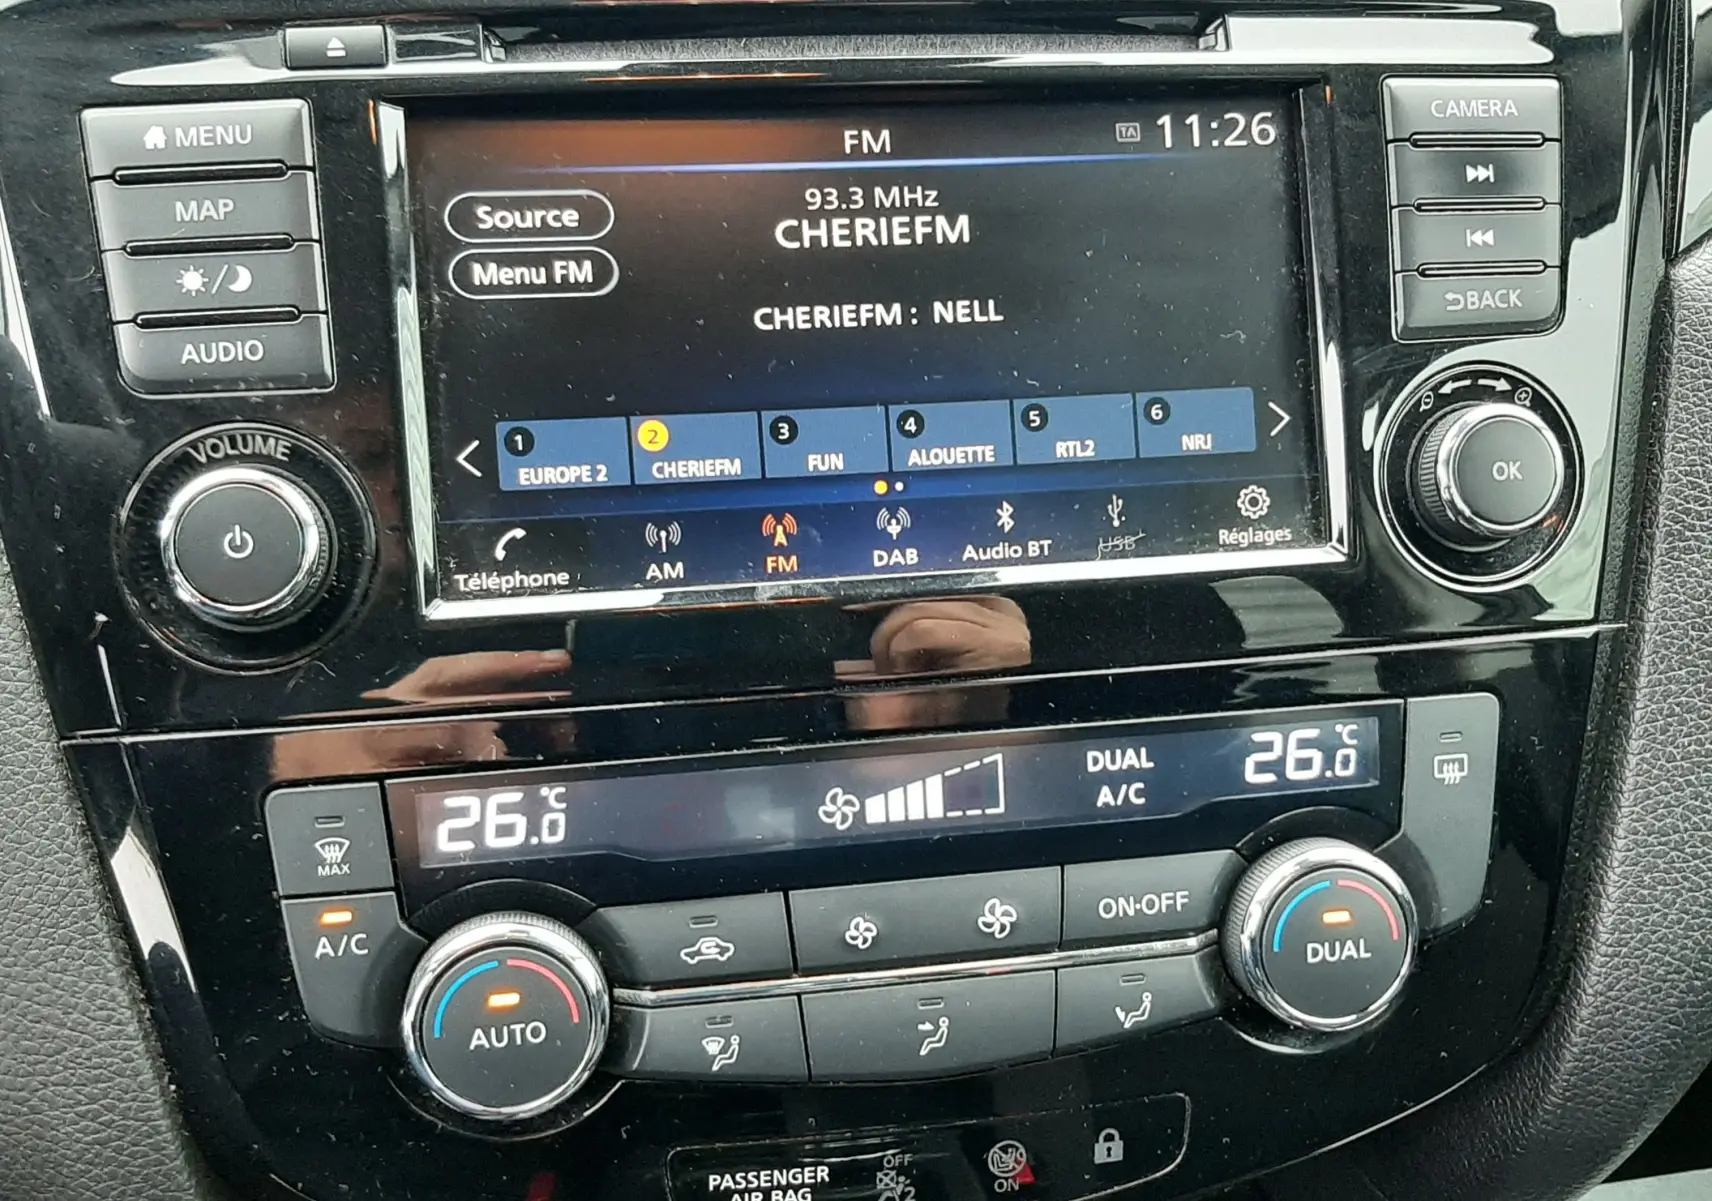 MENU
MAP
AUDIO
VOLUME
FM
TA
11:26
Source
Menu FM
93.3 MHz
CHERIEFM
CHERIEFM : NELL
1
EUROPE 2
2
CHERIEFM
3
FUN
4
ALOUETTE
5
RTL2
6
NRJ
Téléphone
AM
FM
DAB
Audio BT
USB
Réglages
CAMERA
BACK
OK
26.0 °C
DUAL
A/C
26.0 °C
MAX
A/C
AUTO
ON·OFF
DUAL
PASSENGER
AIR BAG
OFF
2
ON